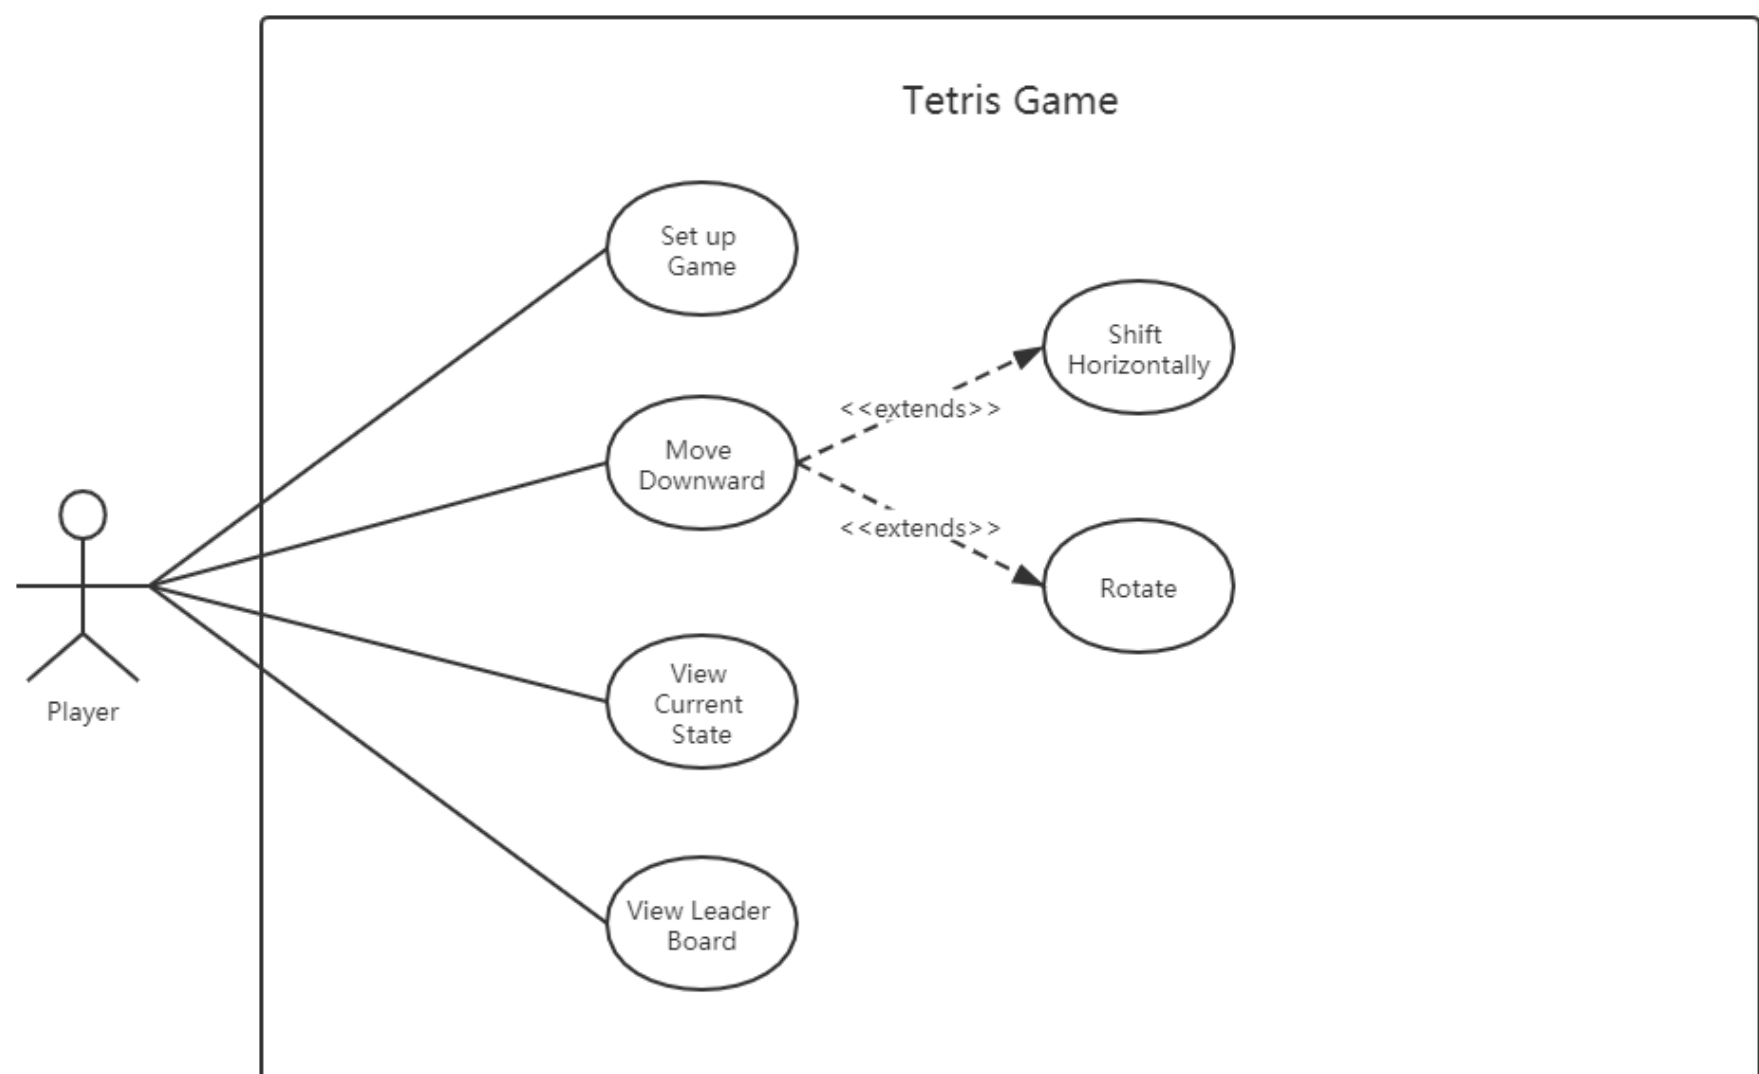 Tetris Game
Set up
Game
Shift
Horizontally
<<extends>>
Move
Downward
<<extends>>
Rotate
View
Current
State
Player
View Leader
Board